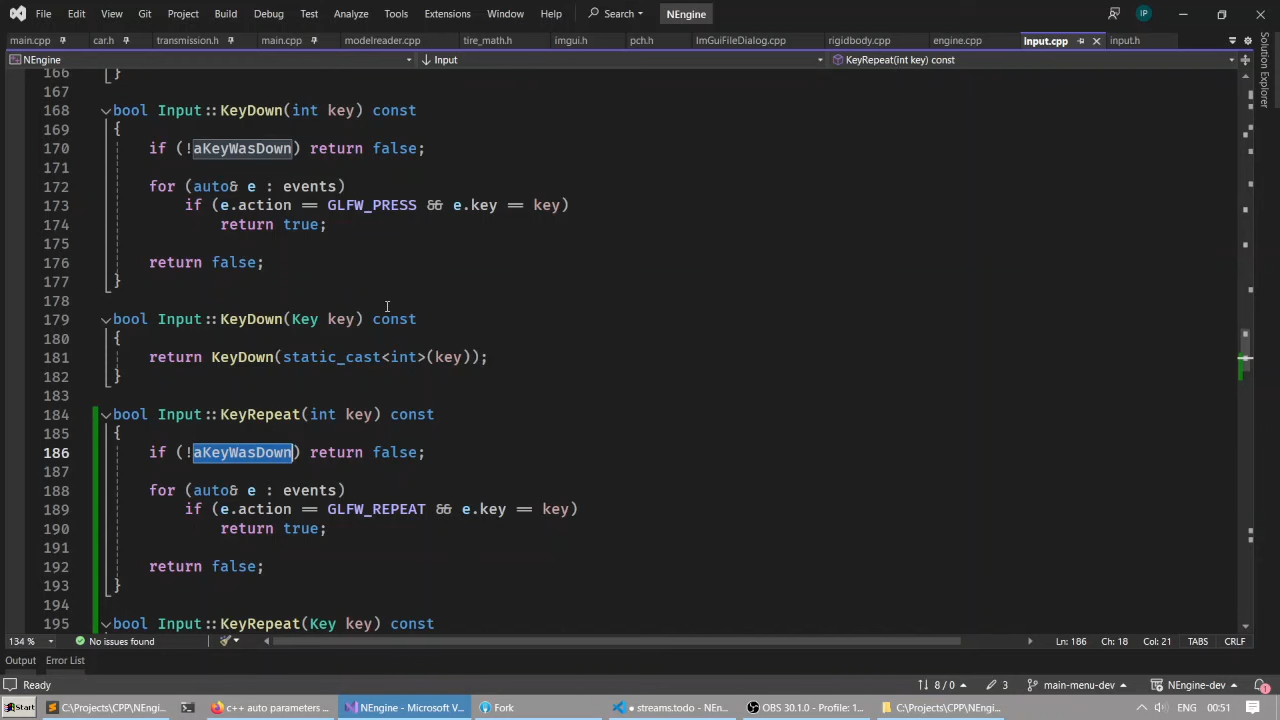 File Edit View Git Project Build Debug Test Analyze Tools Extensions Window Help Search NEngine IP
main.cpp car.h transmission.h main.cpp modelreader.cpp tire_math.h imgui.h pch.h ImGuiFileDialog.cpp rigidbody.cpp engine.cpp input.cpp input.h
NEngine Input KeyRepeat(int key) const
Solution Explorer
166 }
167
168 bool Input::KeyDown(int key) const
169 {
170 if (!aKeyWasDown) return false;
171
172 for (auto& e : events)
173 if (e.action == GLFW_PRESS && e.key == key)
174 return true;
175
176 return false;
177 }
178
179 bool Input::KeyDown(Key key) const
180 {
181 return KeyDown(static_cast<int>(key));
182 }
183
184 bool Input::KeyRepeat(int key) const
185 {
186 if (!aKeyWasDown) return false;
187
188 for (auto& e : events)
189 if (e.action == GLFW_REPEAT && e.key == key)
190 return true;
191
192 return false;
193 }
194
195 bool Input::KeyRepeat(Key key) const
134 % No issues found Ln: 186 Ch: 18 Col: 21 TABS CRLF
Output Error List
Ready 8 / 0 3 main-menu-dev NEngine-dev 1
Start C:\Projects\CPP\NEngi... c++ auto parameters ... NEngine - Microsoft V... Fork streams.todo - NEn... OBS 30.1.0 - Profile: 1... C:\Projects\CPP\NEngi... 00:51